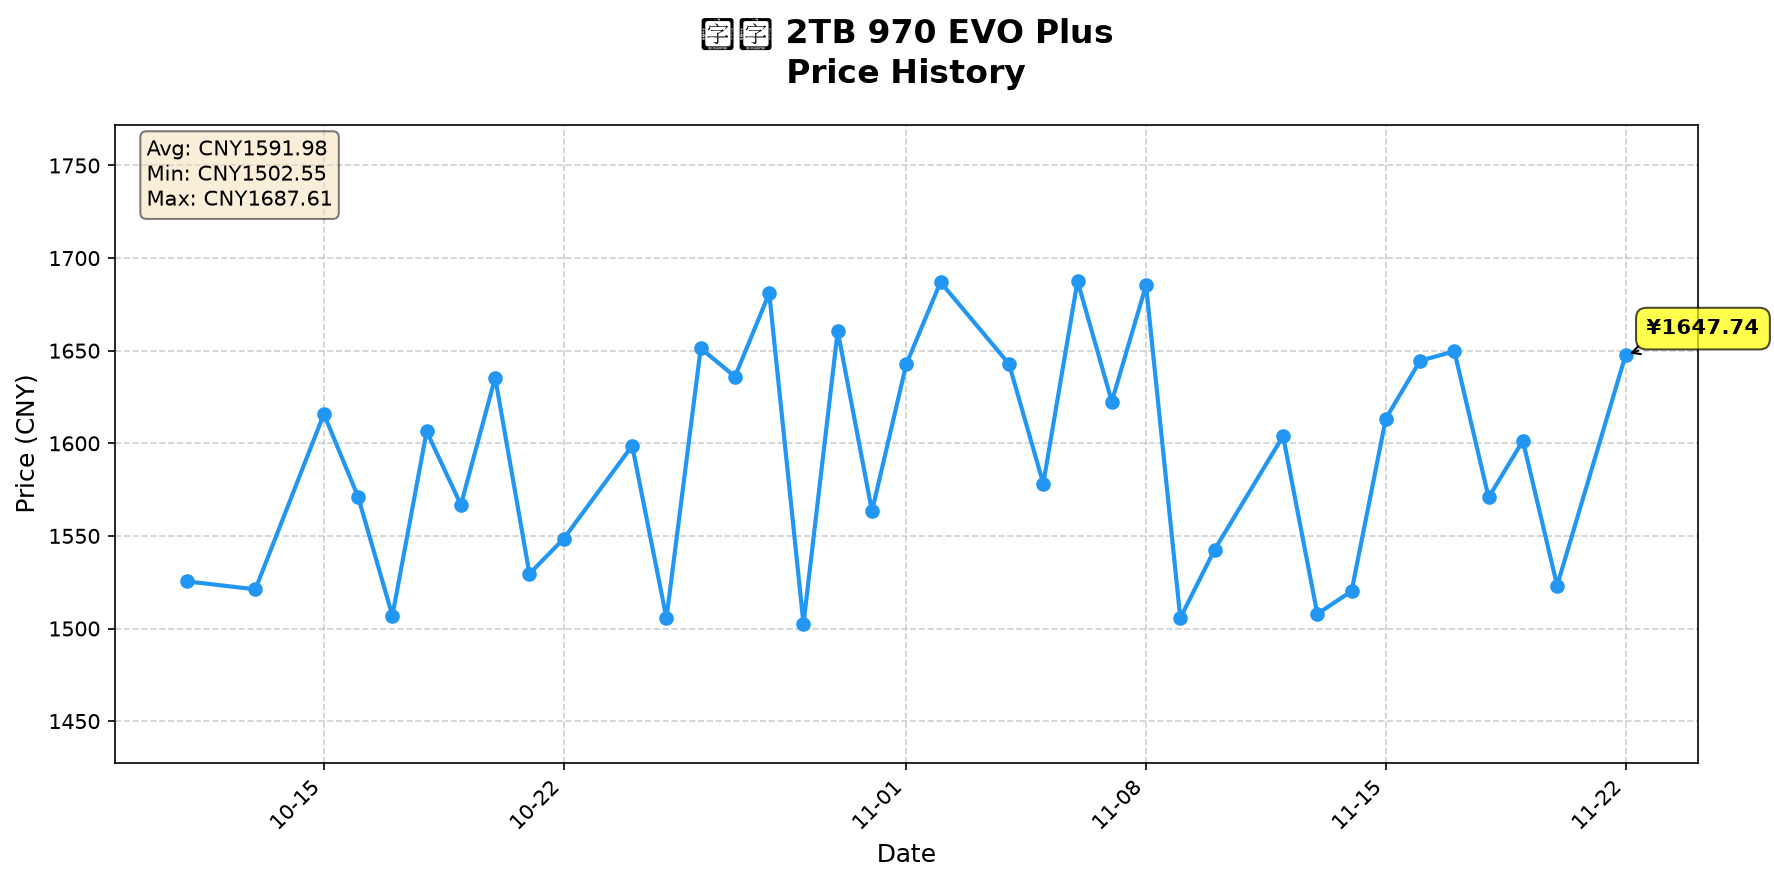 2TB 970 EVO Plus
Price History
Avg: CNY1591.98
Min: CNY1502.55
Max: CNY1687.61
¥1647.74
Price (CNY)
1750
1700
1650
1600
1550
1500
1450
10-15
10-22
11-01
11-08
11-15
11-22
Date